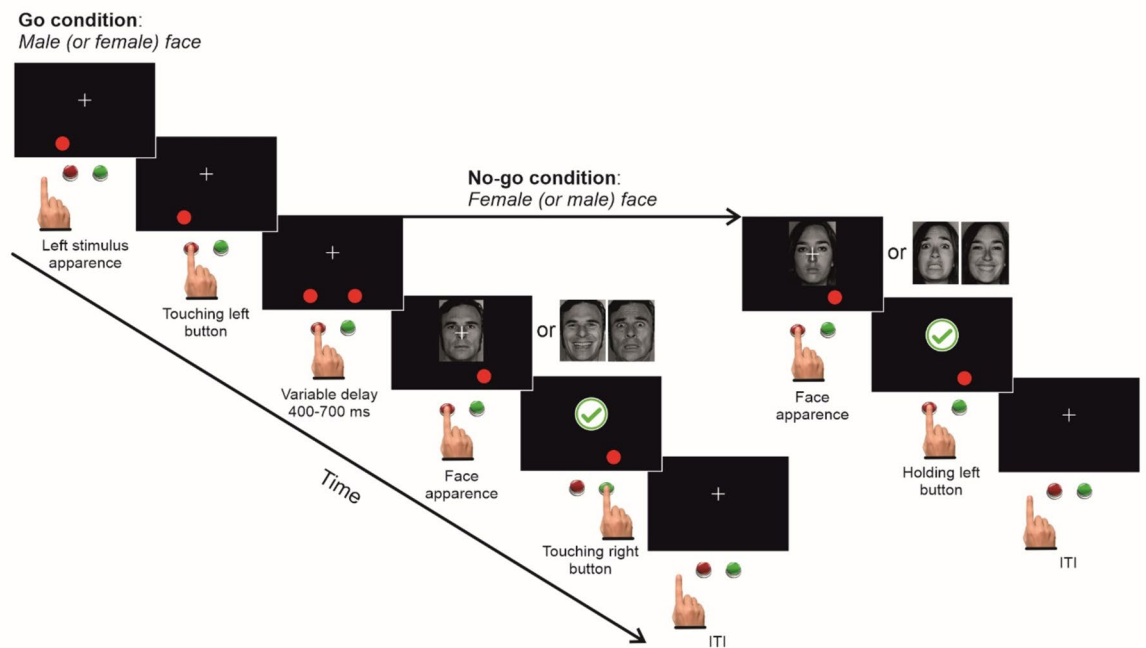 Go condition:
Male (or female) face
Left stimulus
apparence
Touching left
button
Variable delay
400-700 ms
Face
apparence
or
Touching right
button
ITI
Time
No-go condition:
Female (or male) face
or
Face
apparence
Holding left
button
ITI